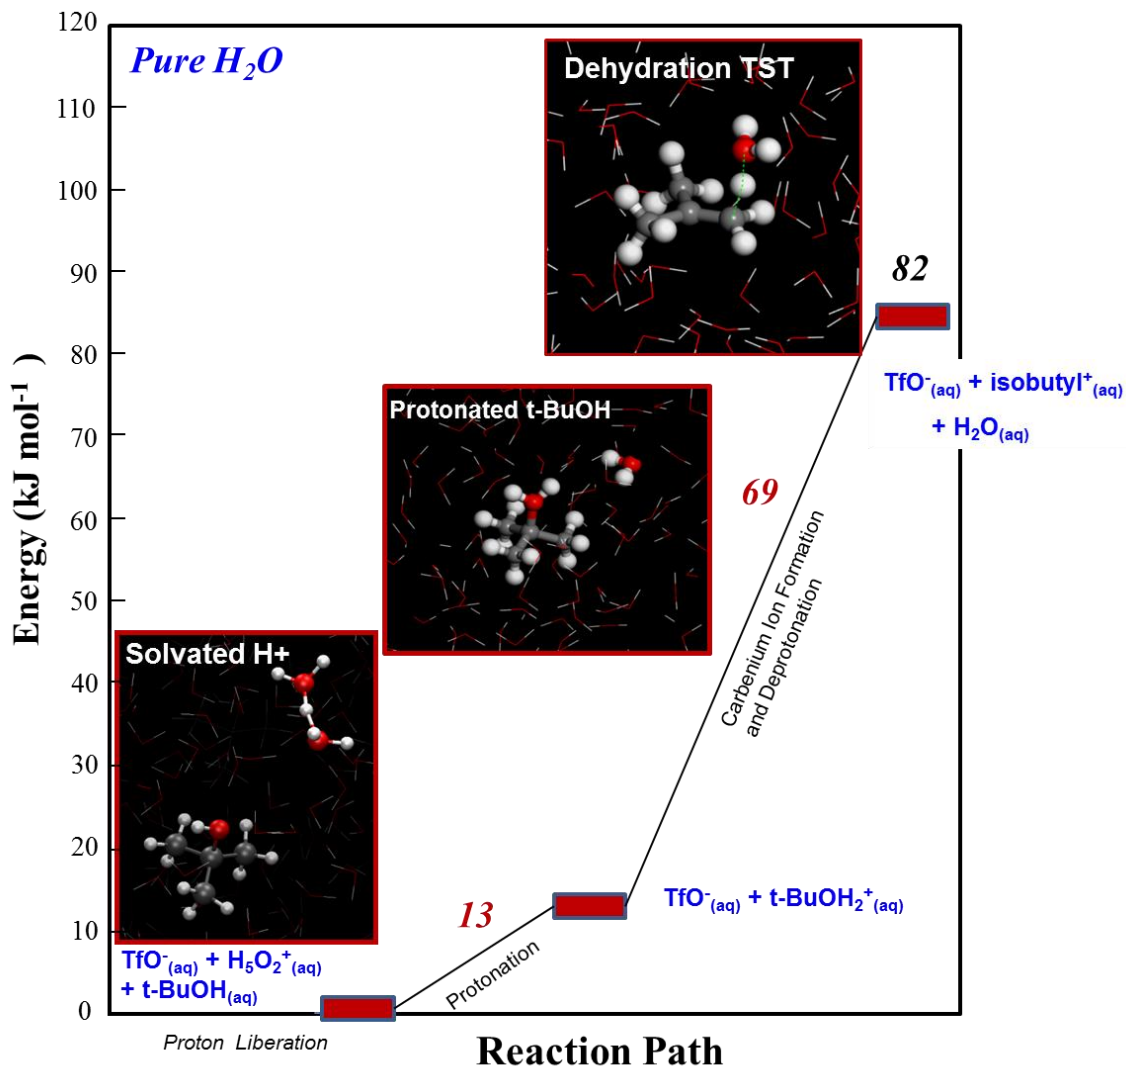 Pure H₂O
Energy (kJ mol⁻¹ )
120
110
100
90
80
70
60
50
40
30
20
10
0
Dehydration TST
82
TfO⁻(aq) + isobutyl⁺(aq)
+ H₂O(aq)
Protonated t-BuOH
69
Carbenium Ion Formation
and Deprotonation
Solvated H+
TfO⁻(aq) + H₅O₂⁺(aq)
+ t-BuOH(aq)
13
Protonation
TfO⁻(aq) + t-BuOH₂⁺(aq)
Proton Liberation
Reaction Path